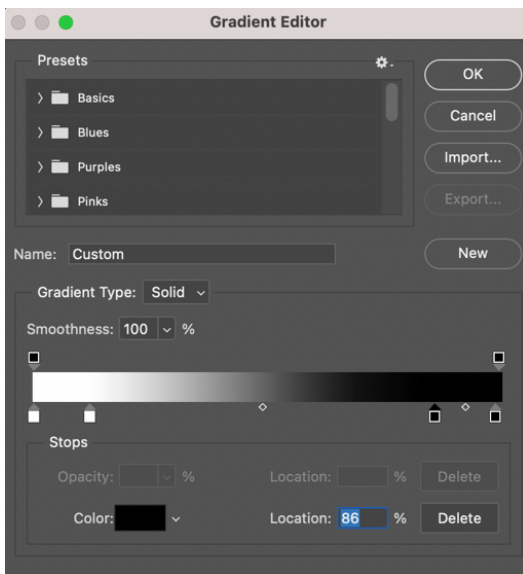 Gradient Editor
Presets
OK
Basics
Cancel
Blues
Import...
Purples
Export...
Pinks
Name: Custom
New
Gradient Type: Solid
Smoothness: 100 %
Stops
Opacity: % Location: % Delete
Color: Location: 86 % Delete